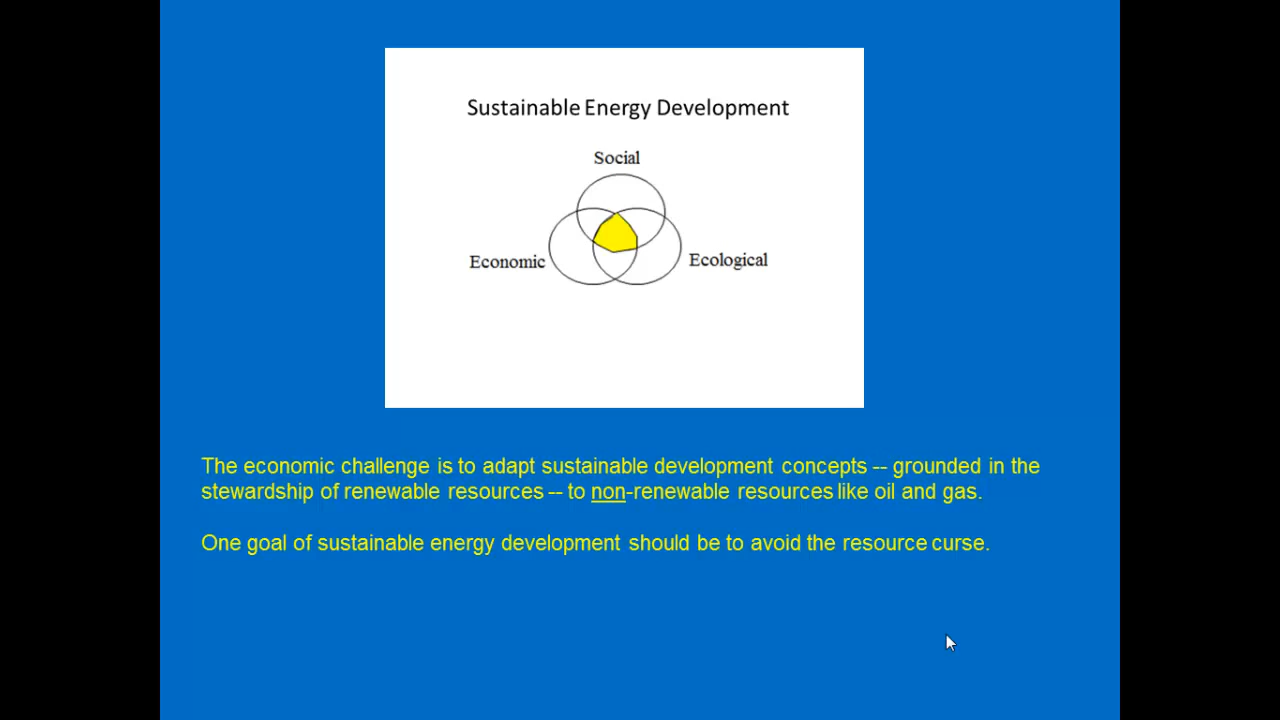 Sustainable Energy Development
Social
Economic
Ecological
The economic challenge is to adapt sustainable development concepts -- grounded in the
stewardship of renewable resources -- to non-renewable resources like oil and gas.
One goal of sustainable energy development should be to avoid the resource curse.